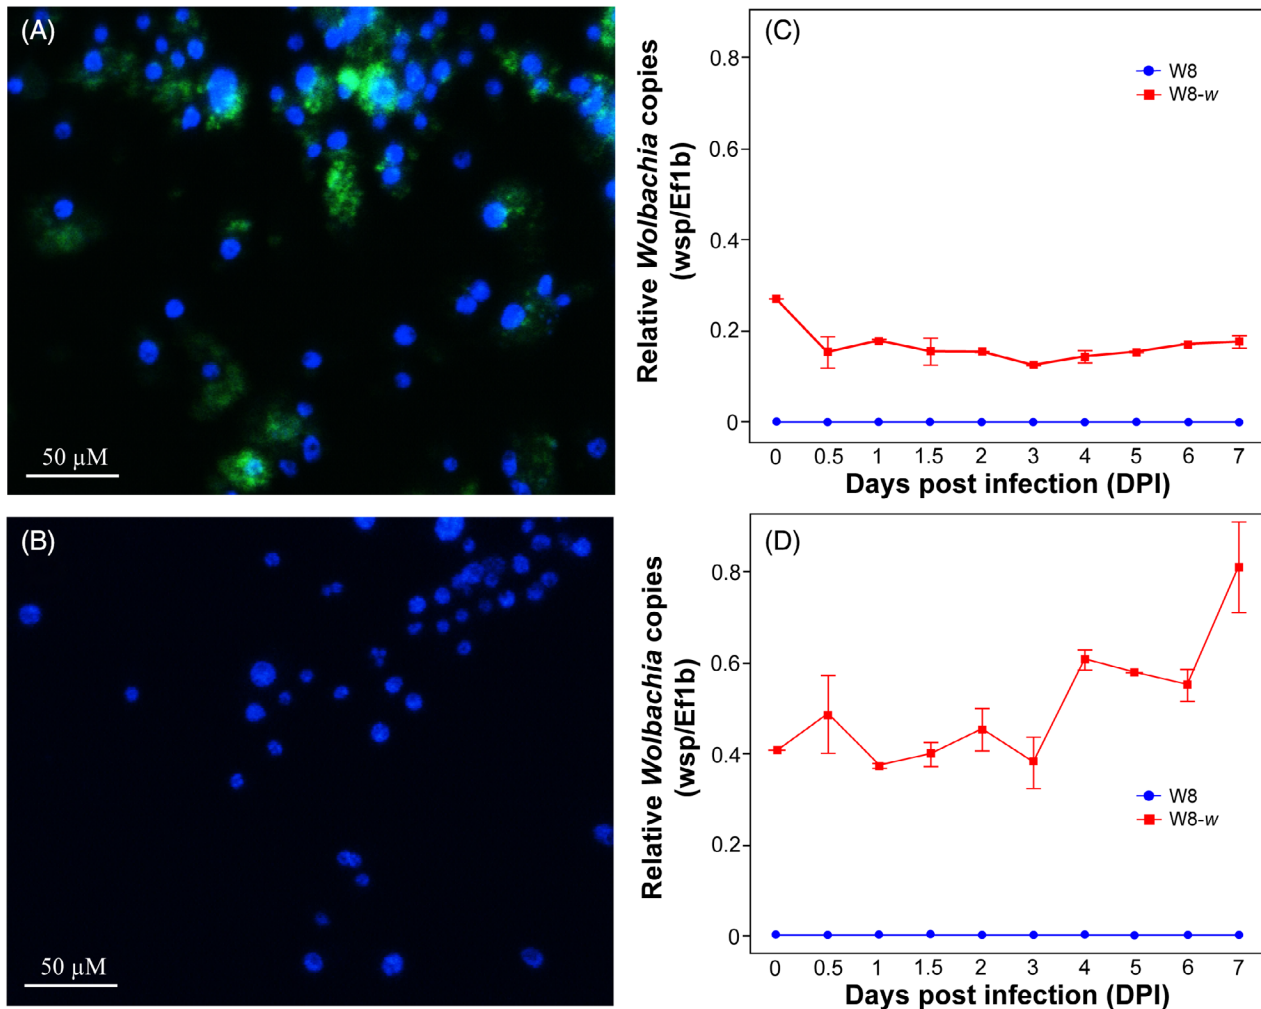 (A)
50 µM
(B)
50 µM
(C)
W8
W8-w
Relative Wolbachia copies
(wsp/Ef1b)
0.8
0.6
0.4
0.2
0
0 0.5 1 1.5 2 3 4 5 6 7
Days post infection (DPI)
(D)
W8
W8-w
Relative Wolbachia copies
(wsp/Ef1b)
0.8
0.6
0.4
0.2
0
0 0.5 1 1.5 2 3 4 5 6 7
Days post infection (DPI)